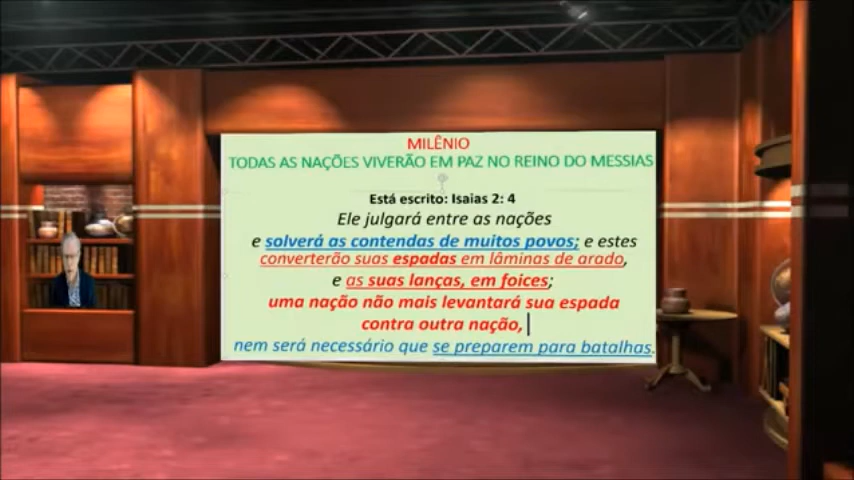 MILÊNIO
TODAS AS NAÇÕES VIVERÃO EM PAZ NO REINO DO MESSIAS
Está escrito: Isaias 2: 4
Ele julgará entre as nações
e solverá as contendas de muitos povos; e estes
converterão suas espadas em lâminas de arado,
e as suas lanças, em foices;
uma nação não mais levantará sua espada
contra outra nação,
nem será necessário que se preparem para batalhas.